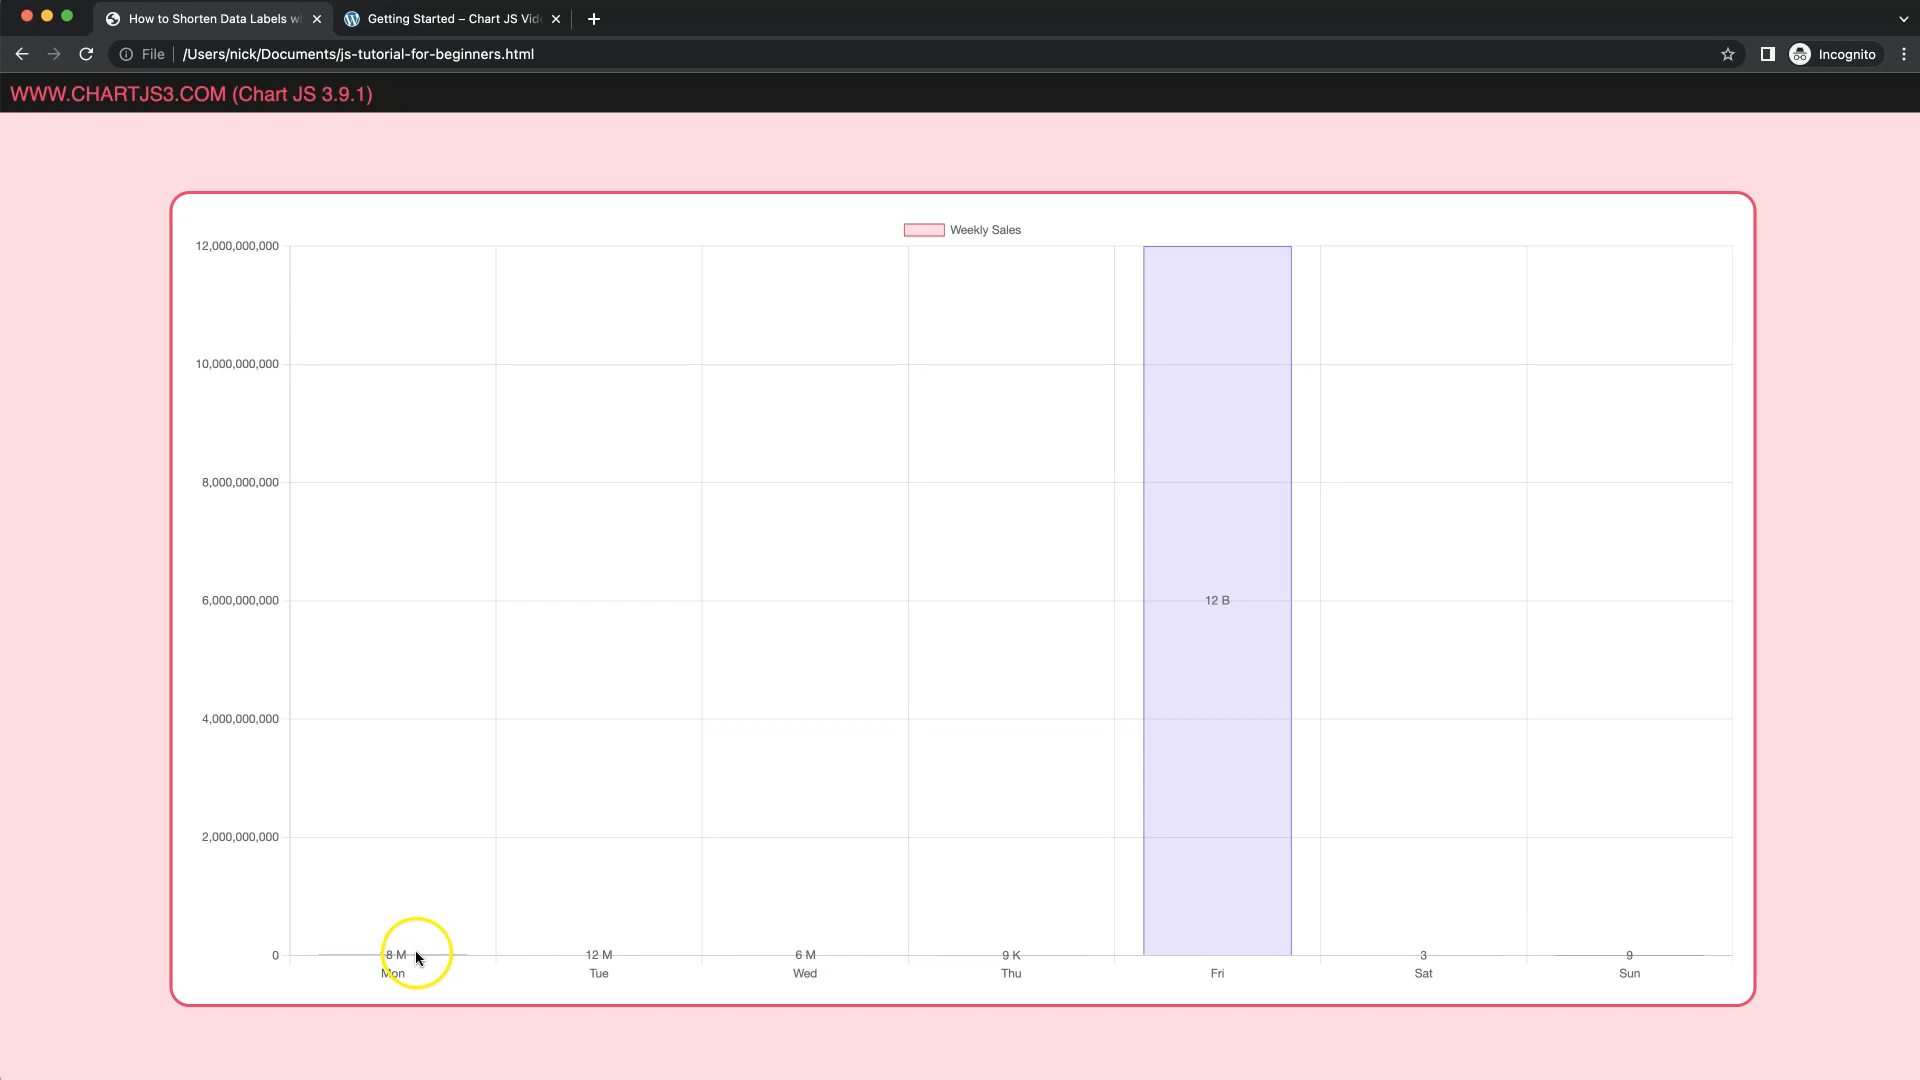 How to Shorten Data Labels wi
Getting Started – Chart JS Vid
File
/Users/nick/Documents/js-tutorial-for-beginners.html
Incognito
WWW.CHARTJS3.COM (Chart JS 3.9.1)
Weekly Sales
12,000,000,000
10,000,000,000
8,000,000,000
6,000,000,000
12 B
4,000,000,000
2,000,000,000
0
8 M
12 M
6 M
9 K
3
9
Mon
Tue
Wed
Thu
Fri
Sat
Sun